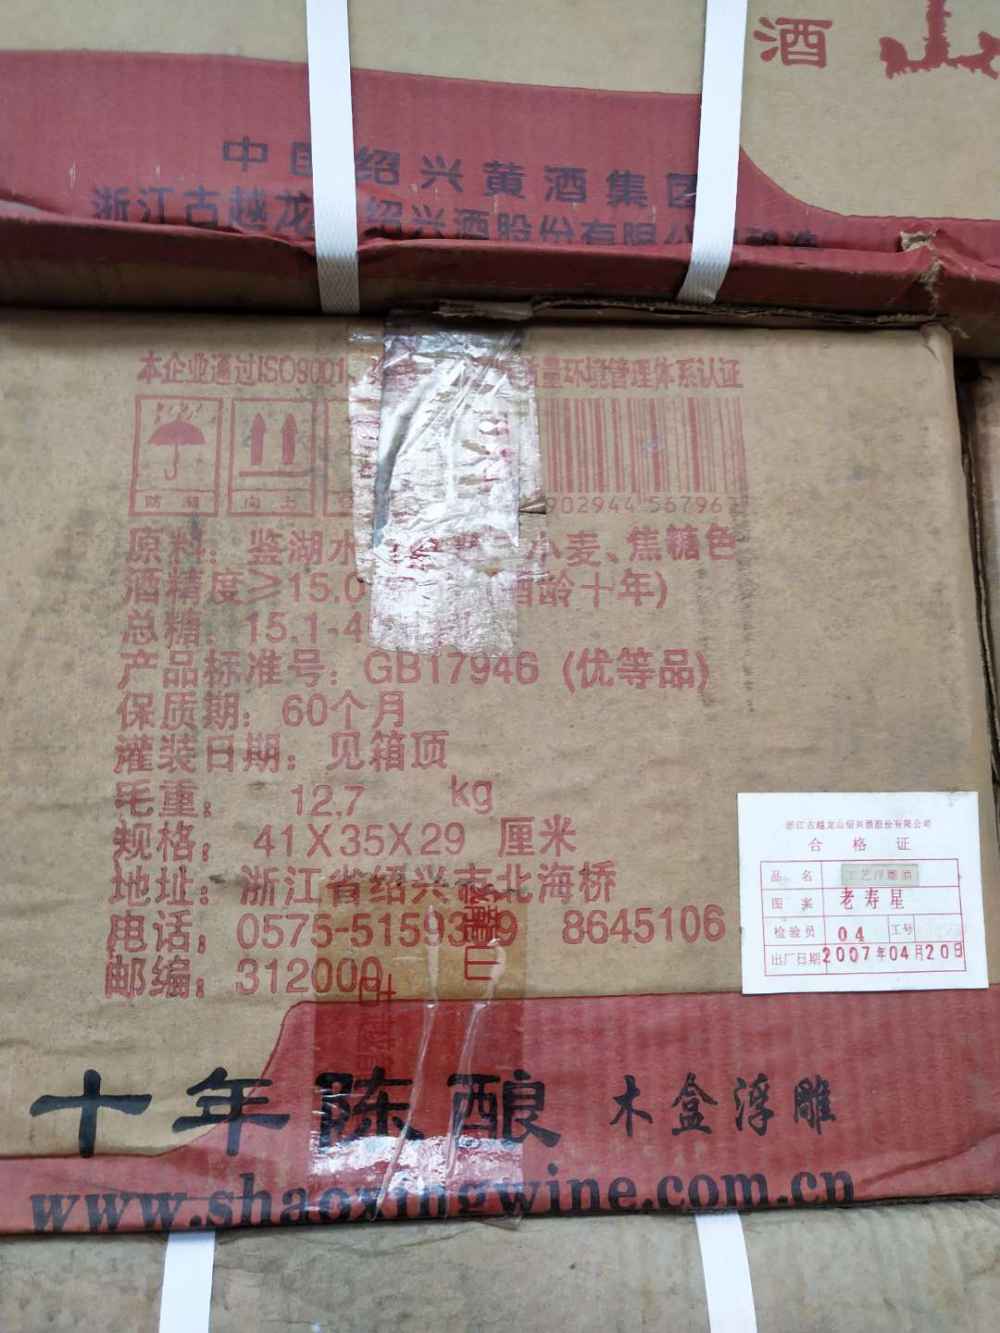 酒 山
中国绍兴黄酒集团
浙江古越龙 绍兴酒股份有限公 酿造
本企业通过ISO9001 质量环境管理体系认证
防潮 向上
902944 567967
原料：鉴湖水、 小麦、焦糖色
酒精度≥15.0 (酒龄十年)
总糖：15.1-4
产品标准号：GB17946 (优等品)
保质期：60个月
灌装日期：见箱顶
毛重： 12.7 kg
规格： 41X35X29 厘米
地址：浙江省绍兴市北海桥
电话： 0575-5159309 8645106
邮编：312000
浙江古越龙山绍兴酒股份有限公司
合格证
品名 工艺浮雕酒
图案 老寿星
检验员 04 工号
出厂日期 2007年04月20日
十年陈酿 木盒浮雕
www.shaoxingwine.com.cn